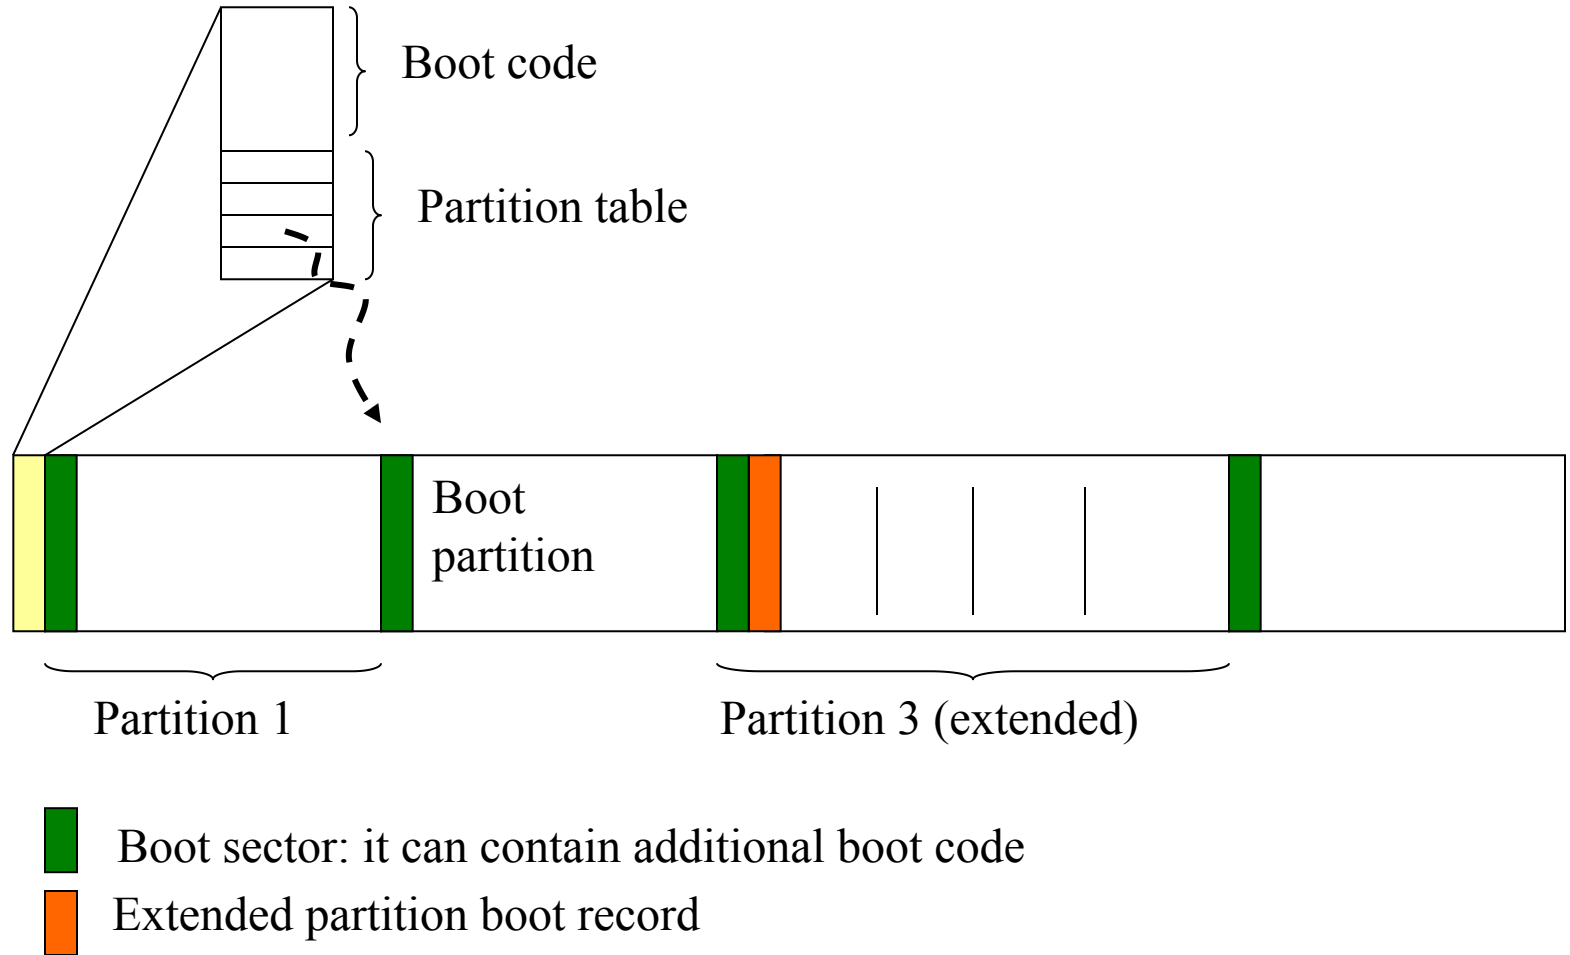 Boot code
Partition table
Boot
partition
Partition 1
Partition 3 (extended)
Boot sector: it can contain additional boot code
Extended partition boot record